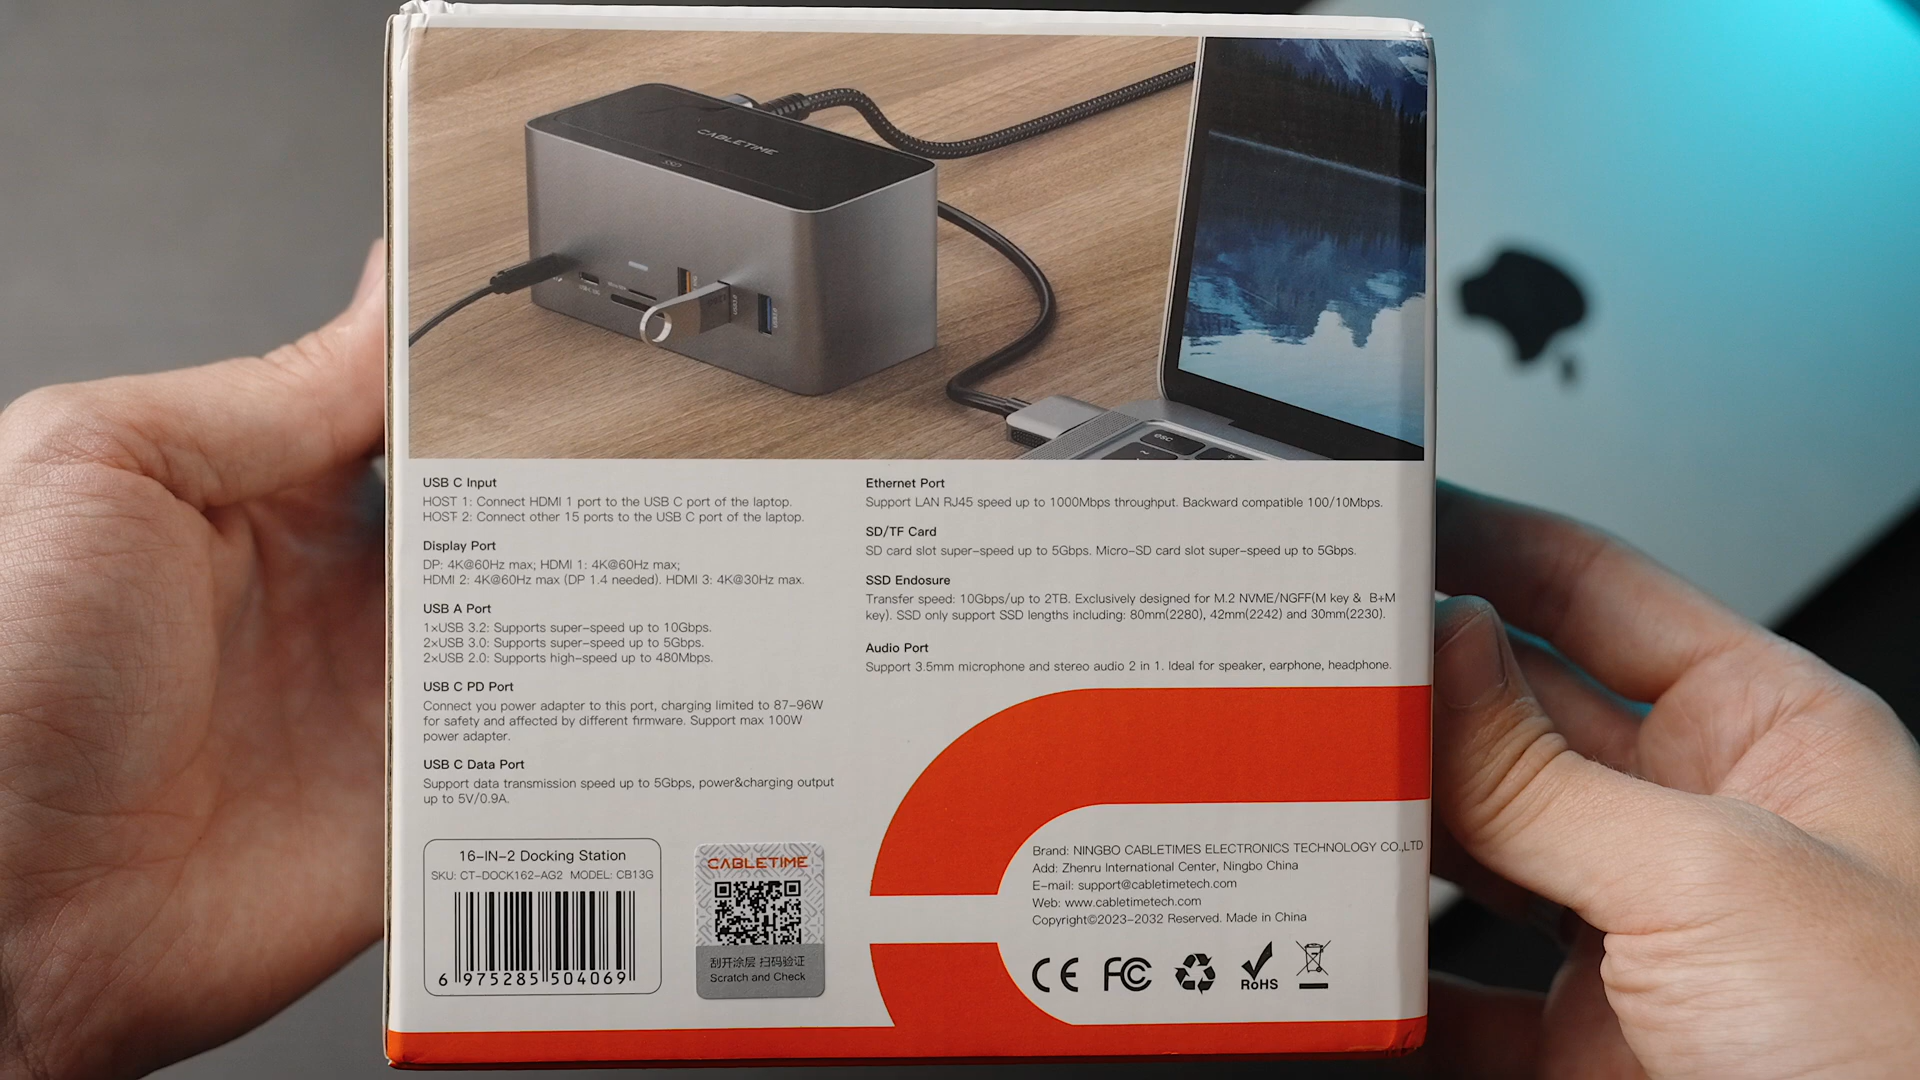 CABLETIME
SSD
esc
USB C Input
HOST 1: Connect HDMI 1 port to the USB C port of the laptop.
HOST 2: Connect other 15 ports to the USB C port of the laptop.
Display Port
DP: 4K@60Hz max; HDMI 1: 4K@60Hz max;
HDMI 2: 4K@60Hz max (DP 1.4 needed). HDMI 3: 4K@30Hz max.
USB A Port
1×USB 3.2: Supports super-speed up to 10Gbps.
2×USB 3.0: Supports super-speed up to 5Gbps.
2×USB 2.0: Supports high-speed up to 480Mbps.
USB C PD Port
Connect you power adapter to this port, charging limited to 87-96W
for safety and affected by different firmware. Support max 100W
power adapter.
USB C Data Port
Support data transmission speed up to 5Gbps, power&charging output
up to 5V/0.9A.
Ethernet Port
Support LAN RJ45 speed up to 1000Mbps throughput. Backward compatible 100/10Mbps.
SD/TF Card
SD card slot super-speed up to 5Gbps. Micro-SD card slot super-speed up to 5Gbps.
SSD Endosure
Transfer speed: 10Gbps/up to 2TB. Exclusively designed for M.2 NVME/NGFF(M key & B+M
key). SSD only support SSD lengths including: 80mm(2280), 42mm(2242) and 30mm(2230).
Audio Port
Support 3.5mm microphone and stereo audio 2 in 1. Ideal for speaker, earphone, headphone.
16-IN-2 Docking Station
SKU: CT-DOCK162-AG2 MODEL: CB13G
6 975285 504069
CABLETIME
刮开涂层 扫码验证
Scratch and Check
Brand: NINGBO CABLETIMES ELECTRONICS TECHNOLOGY CO.,LTD
Add: Zhenru International Center, Ningbo China
E-mail: support@cabletimetech.com
Web: www.cabletimetech.com
Copyright©2023-2032 Reserved. Made in China
CE FC RoHS